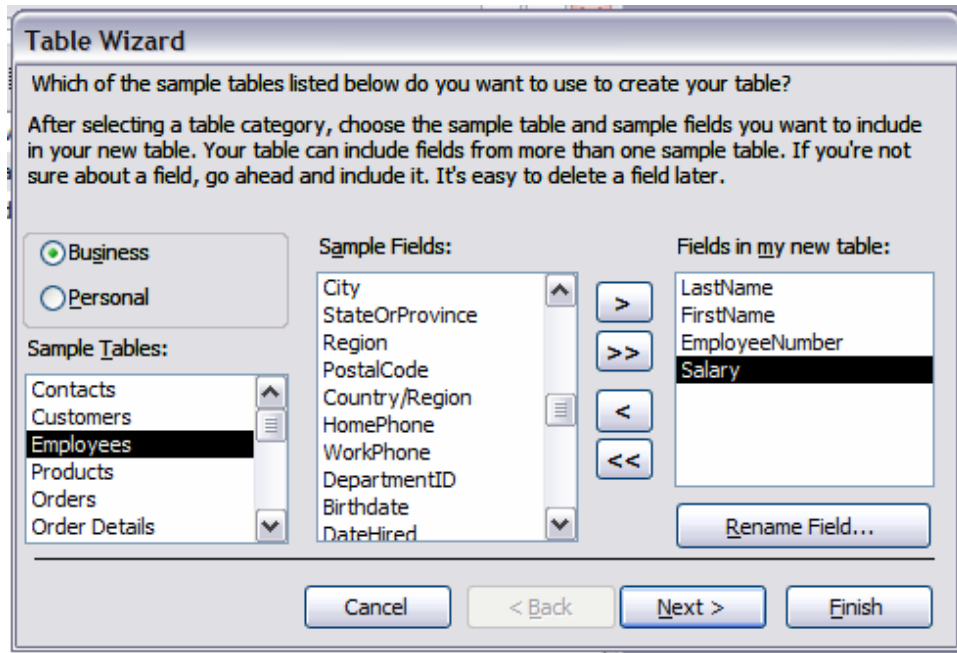 Table Wizard
Which of the sample tables listed below do you want to use to create your table?
After selecting a table category, choose the sample table and sample fields you want to include
in your new table. Your table can include fields from more than one sample table. If you're not
sure about a field, go ahead and include it. It's easy to delete a field later.
Business
Personal
Sample Tables:
Contacts
Customers
Employees
Products
Orders
Order Details
Sample Fields:
City
StateOrProvince
Region
PostalCode
Country/Region
HomePhone
WorkPhone
DepartmentID
Birthdate
DateHired
>
>>
<
<<
Fields in my new table:
LastName
FirstName
EmployeeNumber
Salary
Rename Field...
Cancel
< Back
Next >
Finish